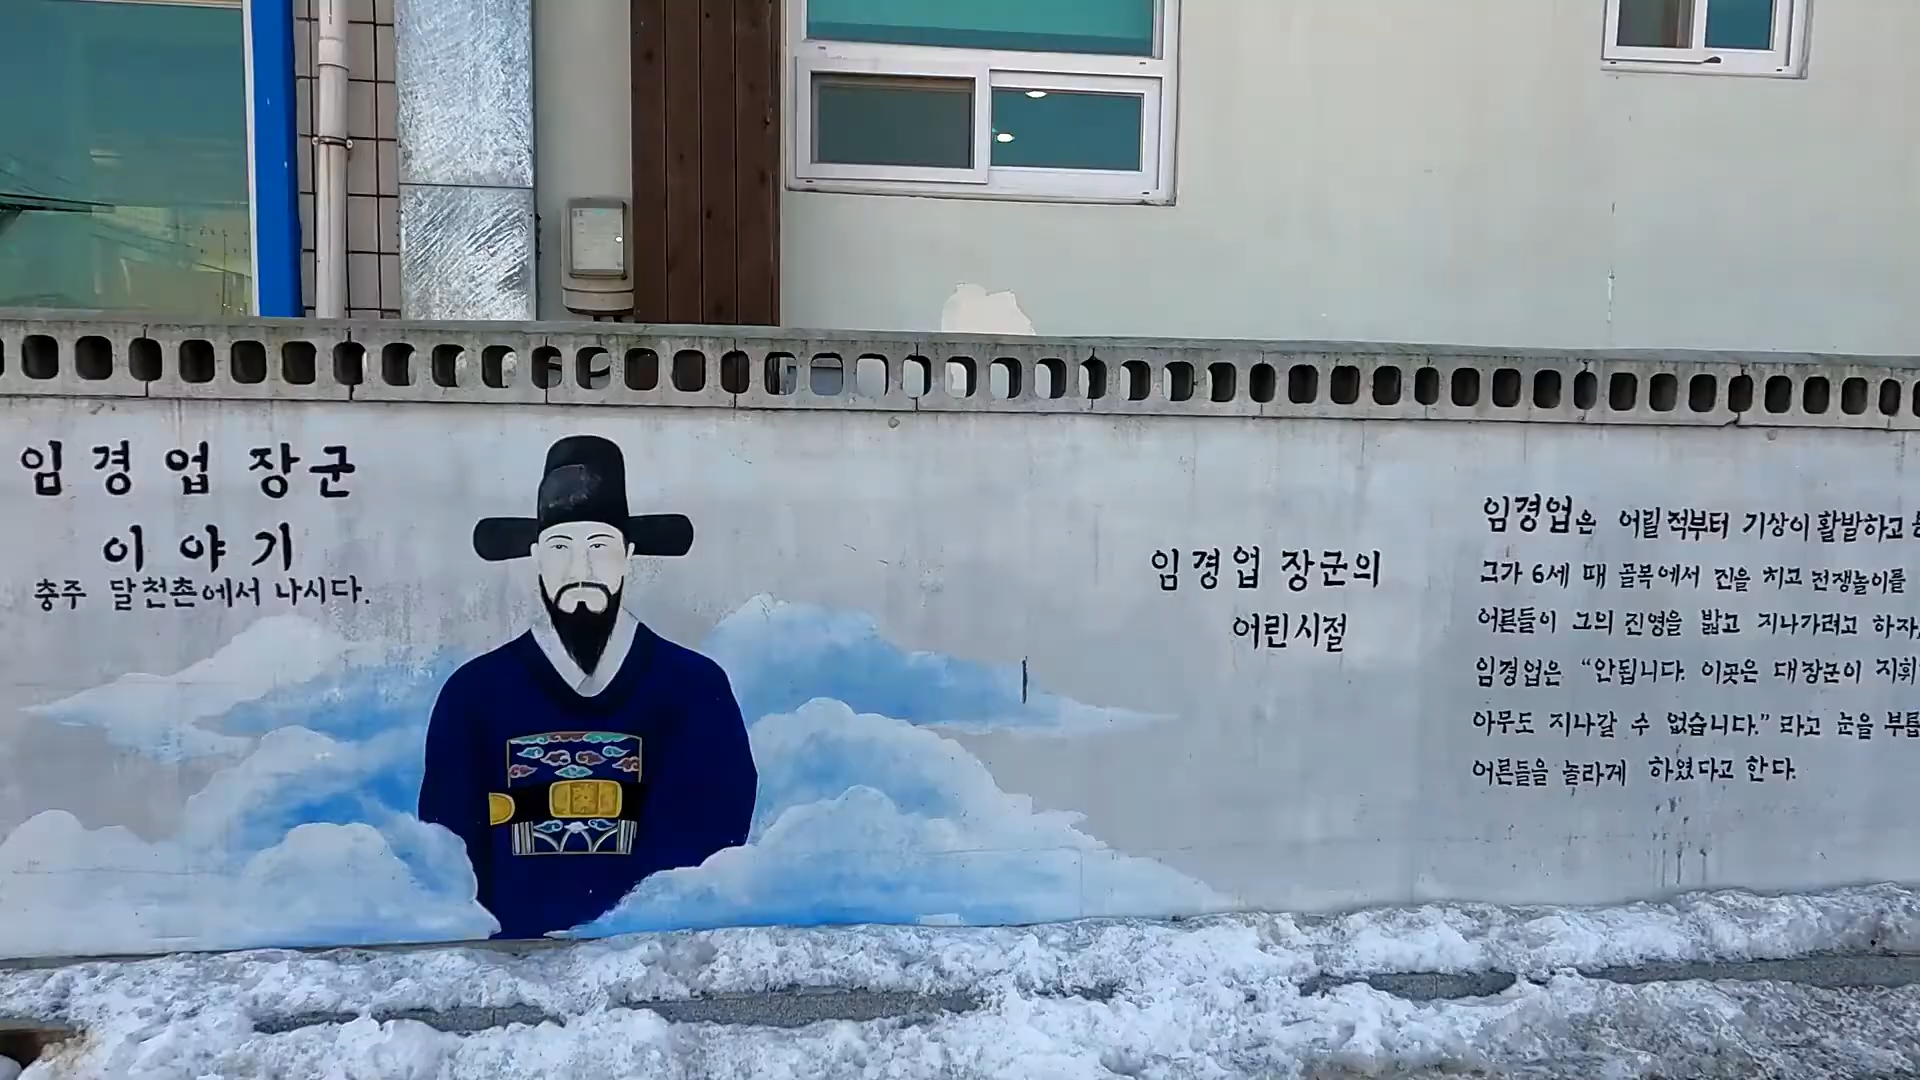 임경업 장군
이야기
충주 달천촌에서 나시다.
임경업 장군의
어린시절
임경업은 어릴적부터 기상이 활발하고
그가 6세 때 골목에서 진을 치고 전쟁놀이를
어른들이 그의 진영을 밟고 지나가려고 하자,
임경업은 “안됩니다. 이곳은 대장군이 지휘
아무도 지나갈 수 없습니다.” 라고 눈을 부릅
어른들을 놀라게 하였다고 한다.